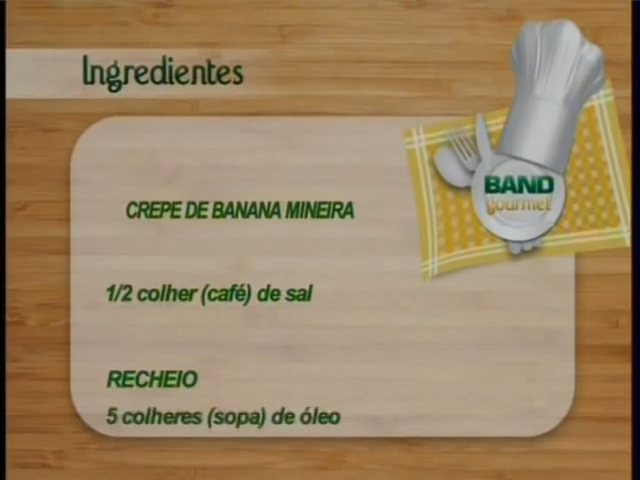 Ingredientes
BAND
gourmet
CREPE DE BANANA MINEIRA
1/2 colher (café) de sal
RECHEIO
5 colheres (sopa) de óleo